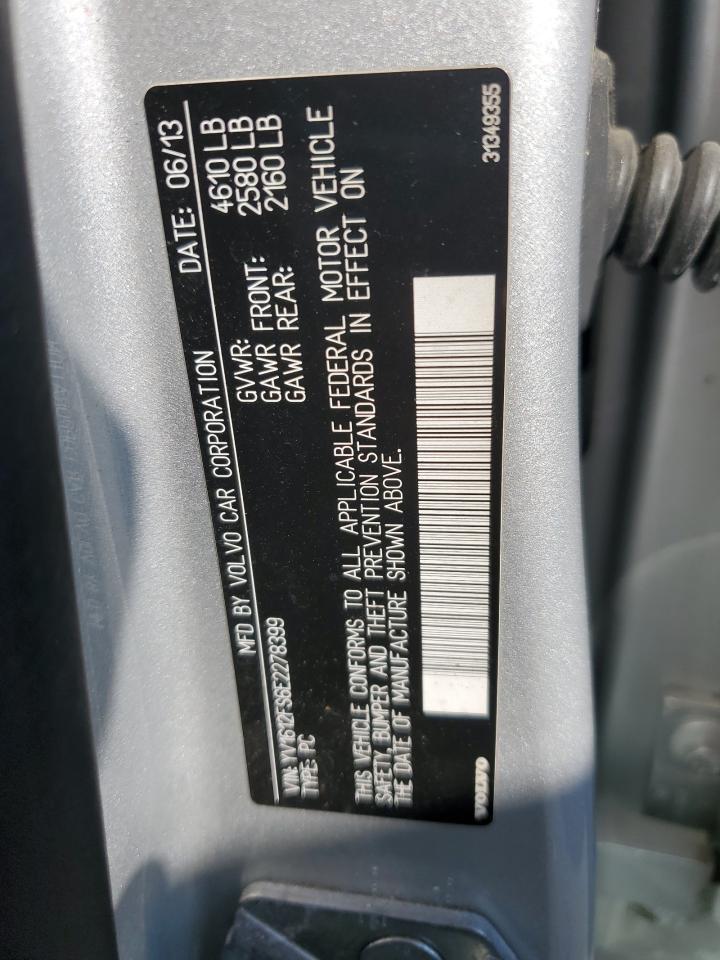 MFD BY VOLVO CAR CORPORATION DATE: 06/13
GVWR: 4610 LB
GAWR FRONT: 2580 LB
GAWR REAR: 2160 LB
VIN: YV1612FS6E2278399
TYPE: PC
THIS VEHICLE CONFORMS TO ALL APPLICABLE FEDERAL MOTOR VEHICLE
SAFETY, BUMPER AND THEFT PREVENTION STANDARDS IN EFFECT ON
THE DATE OF MANUFACTURE SHOWN ABOVE.
VOLVO 31349355